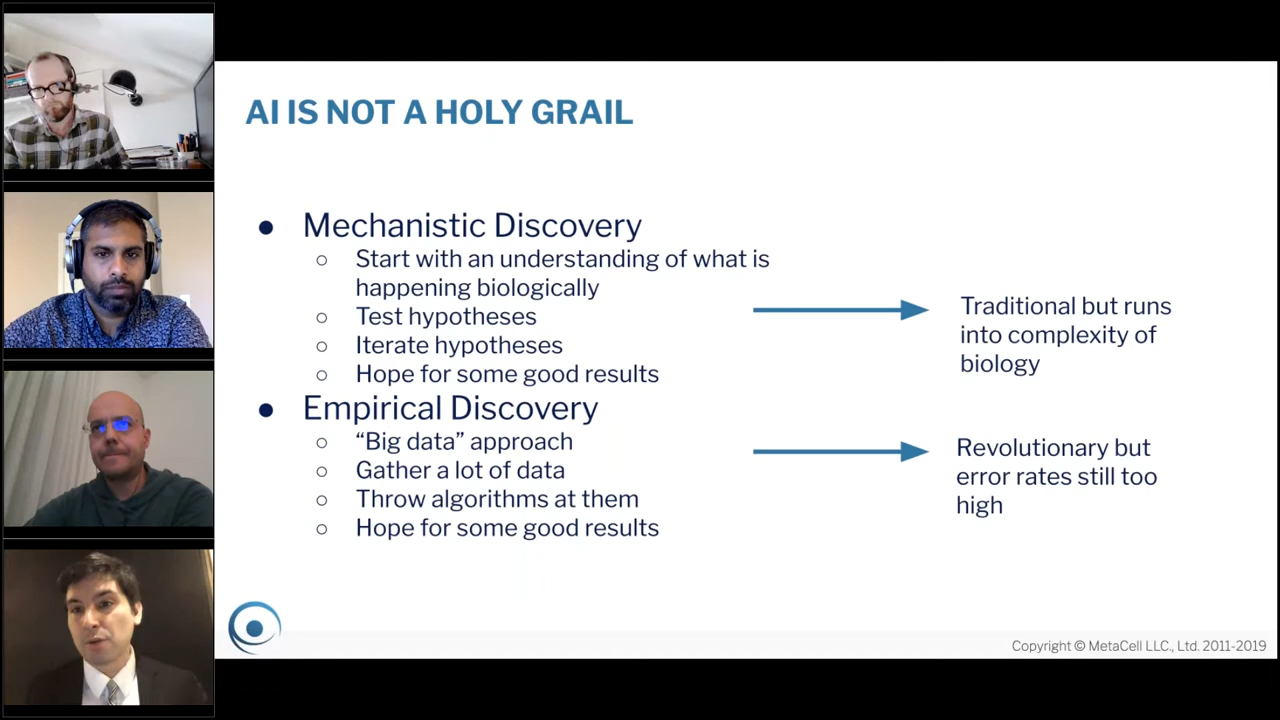 AI IS NOT A HOLY GRAIL
● Mechanistic Discovery
○ Start with an understanding of what is
happening biologically
○ Test hypotheses
○ Iterate hypotheses
○ Hope for some good results
Traditional but runs
into complexity of
biology
● Empirical Discovery
○ “Big data” approach
○ Gather a lot of data
○ Throw algorithms at them
○ Hope for some good results
Revolutionary but
error rates still too
high
Copyright © MetaCell LLC., Ltd. 2011-2019